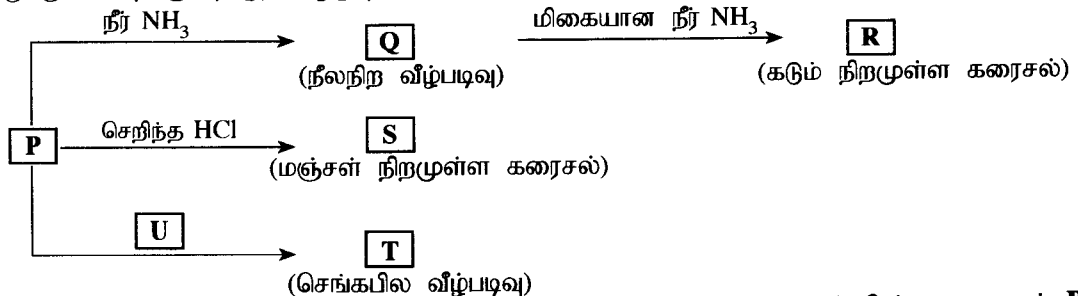 நீர் NH₃
Q
(நீலநிற வீழ்படிவு)
மிகையான நீர் NH₃
R
(கடும் நிறமுள்ள கரைசல்)
P
செறிந்த HCl
S
(மஞ்சள் நிறமுள்ள கரைசல்)
U
T
(செங்கபில வீழ்படிவு)